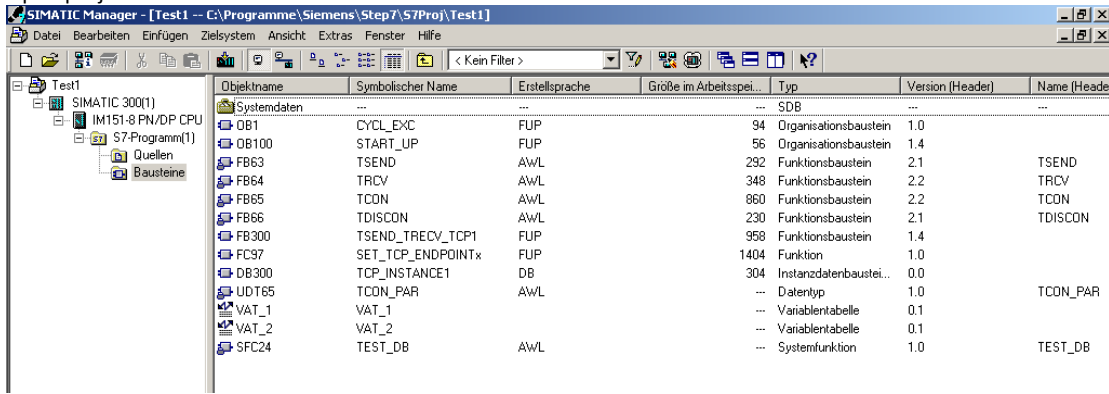 SIMATIC Manager - [Test1 -- C:\Programme\Siemens\Step7\S7Proj\Test1]
Datei Bearbeiten Einfügen Zielsystem Ansicht Extras Fenster Hilfe
< Kein Filter >
Test1
SIMATIC 300(1)
IM151-8 PN/DP CPU
S7-Programm(1)
Quellen
Bausteine
Objektname Symbolischer Name Erstellsprache Größe im Arbeitsspei... Typ Version (Header) Name (Heade
Systemdaten --- --- --- SDB --- ---
OB1 CYCL_EXC FUP 94 Organisationsbaustein 1.0
OB100 START_UP FUP 56 Organisationsbaustein 1.4
FB63 TSEND AWL 292 Funktionsbaustein 2.1 TSEND
FB64 TRCV AWL 348 Funktionsbaustein 2.2 TRCV
FB65 TCON AWL 860 Funktionsbaustein 2.2 TCON
FB66 TDISCON AWL 230 Funktionsbaustein 2.1 TDISCON
FB300 TSEND_TRECV_TCP1 FUP 958 Funktionsbaustein 1.4
FC97 SET_TCP_ENDPOINTx FUP 1404 Funktion 1.0
DB300 TCP_INSTANCE1 DB 304 Instanzdatenbaustei... 0.0
UDT65 TCON_PAR AWL --- Datentyp 1.0 TCON_PAR
VAT_1 VAT_1 --- Variablentabelle 0.1
VAT_2 VAT_2 --- Variablentabelle 0.1
SFC24 TEST_DB AWL --- Systemfunktion 1.0 TEST_DB